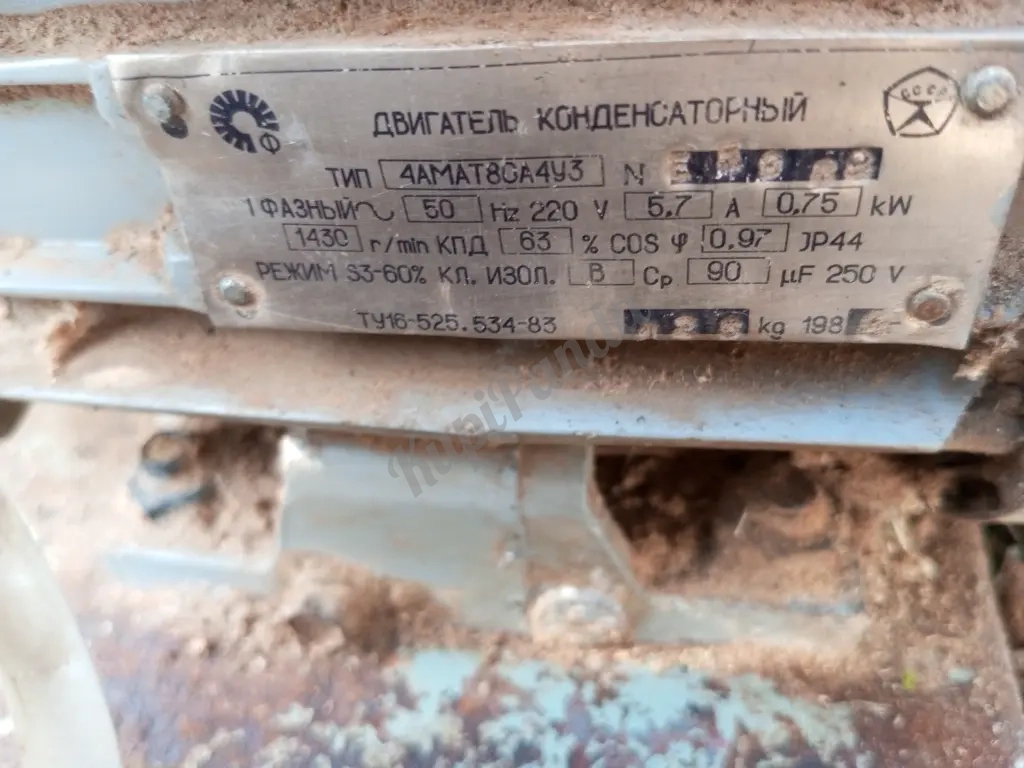 СССР
ДВИГАТЕЛЬ КОНДЕНСАТОРНЫЙ
ТИП 4АМАТ80А4У3 N
1 ФАЗНЫЙ ~ 50 Hz 220 V 5,7 A 0,75 kW
1430 r/min КПД 63 % COS φ 0,97 JP44
РЕЖИМ S3-60% КЛ. ИЗОЛ. В Ср 90 μF 250 V
ТУ16-525.534-83 kg 198